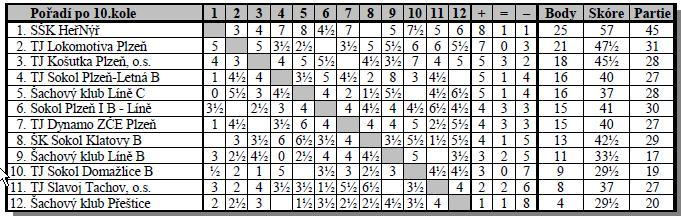 Pořadí po 10.kole 1 2 3 4 5 6 7 8 9 10 11 12 + = – Body Skóre Partie
1. SŠK HeřNýř 3 4 7 8 4½ 7 5 7½ 5 6 8 1 1 25 57 45
2. TJ Lokomotiva Plzeň 5 5 3½ 2½ 3½ 5 5½ 6 6 5½ 7 0 3 21 47½ 31
3. TJ Košutka Plzeň, o.s. 4 3 4 5 5½ 4½ 3½ 7 4 5 5 3 2 18 45½ 28
4. TJ Sokol Plzeň-Letná B 1 4½ 4 3½ 5 4½ 2 8 3 4½ 5 1 4 16 40 27
5. Šachový klub Líně C 0 5½ 3 4½ 4 2 1½ 5½ 4½ 6½ 5 1 4 16 37 28
6. Sokol Plzeň I B - Líně 3½ 2½ 3 4 4 4½ 4 4½ 6½ 4½ 4 3 3 15 41 30
7. TJ Dynamo ZČE Plzeň 1 4½ 3½ 6 4 4 4 5 2½ 5½ 4 3 3 15 40 27
8. ŠK Sokol Klatovy B 3 3½ 6 6½ 3½ 4 3½ 5½ 1½ 5½ 4 1 5 13 42½ 29
9. Šachový klub Líně B 3 2½ 4½ 0 2½ 4 4 4½ 5 3½ 3 2 5 11 33½ 17
10. TJ Sokol Domažlice B ½ 2 1 5 3½ 3 2½ 3 4½ 4½ 3 0 7 9 29½ 19
11. TJ Slavoj Tachov, o.s. 3 2 4 3½ 3½ 1½ 5½ 6½ 3½ 4 2 2 6 8 37 27
12. Šachový klub Přeštice 2 2½ 3 1½ 3½ 2½ 2½ 4½ 3½ 4 1 1 8 4 29½ 20